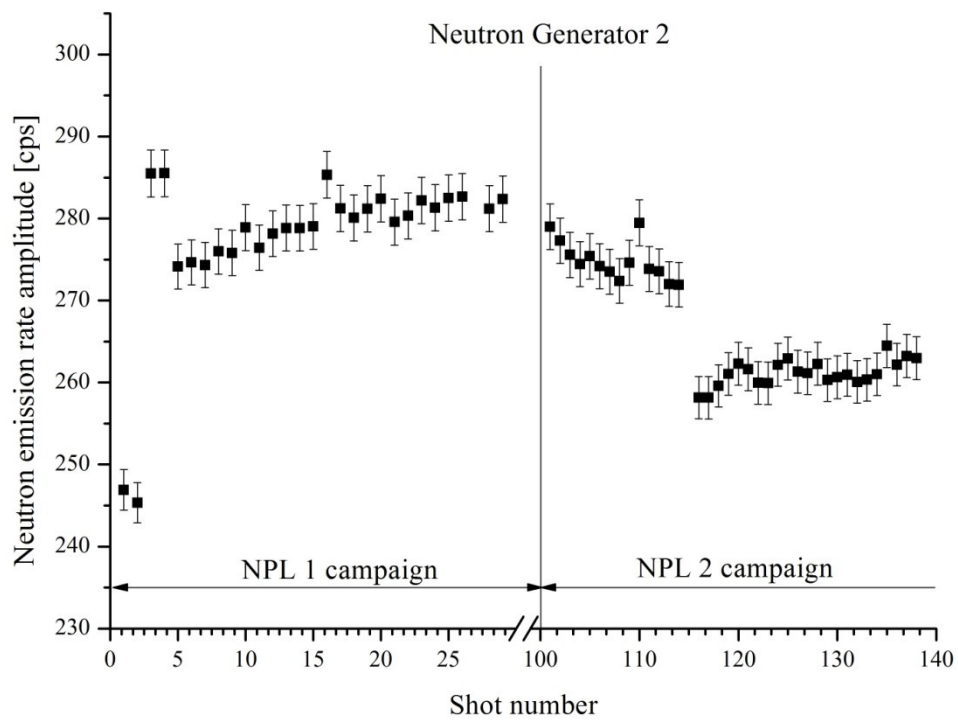 Neutron Generator 2
Neutron emission rate amplitude [cps]
300
290
280
270
260
250
240
230
NPL 1 campaign
NPL 2 campaign
0 5 10 15 20 25 100 110 120 130 140
Shot number